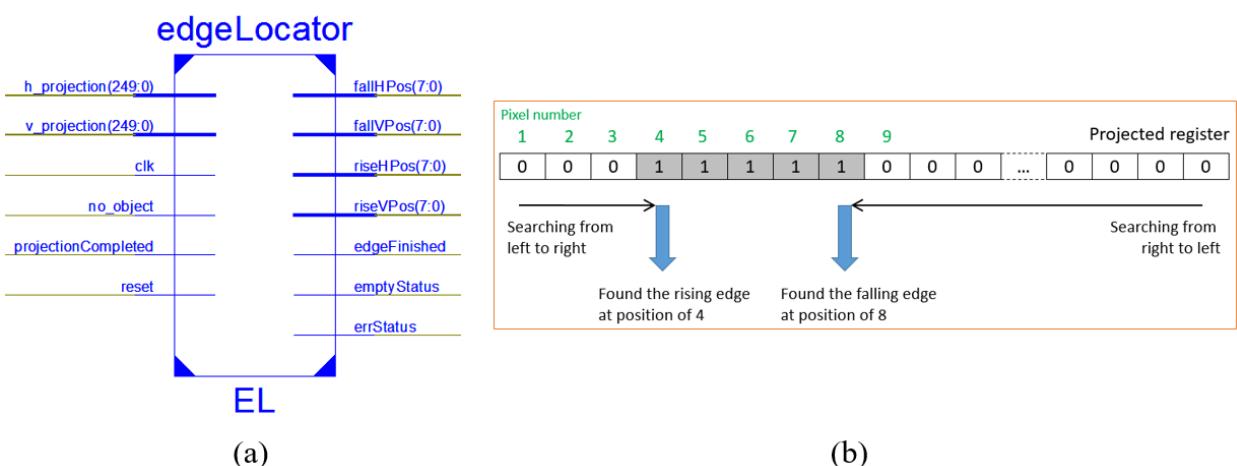 edgeLocator
h_projection(249:0)
v_projection(249:0)
clk
no_object
projectionCompleted
reset
fallHPos(7:0)
fallVPos(7:0)
riseHPos(7:0)
riseVPos(7:0)
edgeFinished
emptyStatus
errStatus
EL
(a)
Pixel number
1 2 3 4 5 6 7 8 9
Projected register
0 0 0 1 1 1 1 1 0 0 0 ... 0 0 0 0
Searching from
left to right
Searching from
right to left
Found the rising edge
at position of 4
Found the falling edge
at position of 8
(b)